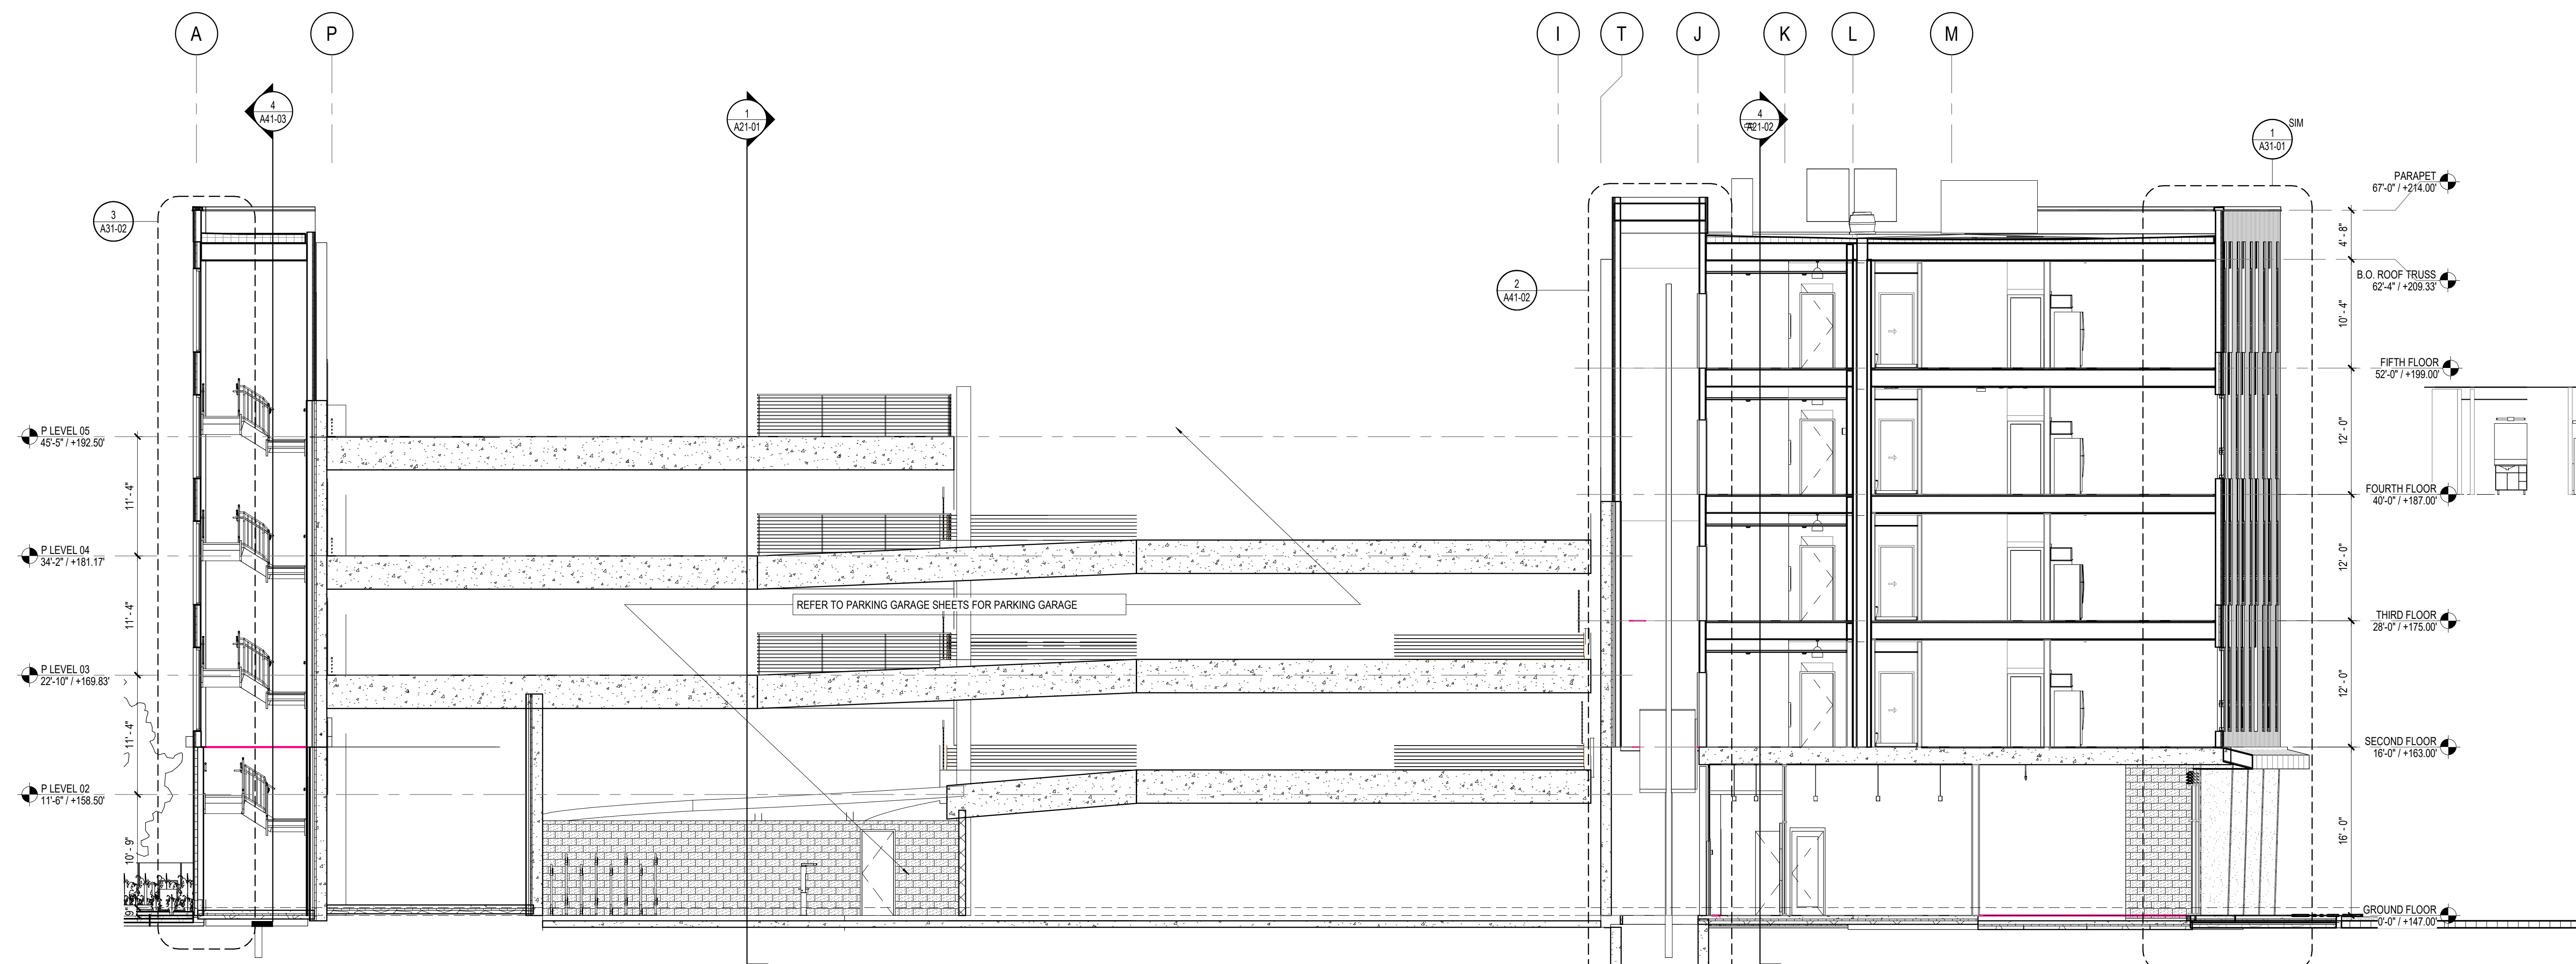 A
P
I
T
J
K
L
M
4
A41-03
1
A21-01
4
A21-02
1
A31-01
SIM
3
A31-02
2
A41-02
PARAPET
67'-0" / +214.00'
4' - 8"
B.O. ROOF TRUSS
62'-4" / +209.33'
10' - 4"
FIFTH FLOOR
52'-0" / +199.00'
12' - 0"
FOURTH FLOOR
40'-0" / +187.00'
12' - 0"
THIRD FLOOR
28'-0" / +175.00'
12' - 0"
SECOND FLOOR
16'-0" / +163.00'
16' - 0"
GROUND FLOOR
0'-0" / +147.00'
P LEVEL 05
45'-5" / +192.50'
11' - 4"
P LEVEL 04
34'-2" / +181.17'
11' - 4"
P LEVEL 03
22'-10" / +169.83'
11' - 4"
P LEVEL 02
11'-6" / +158.50'
10' - 9"
9"
REFER TO PARKING GARAGE SHEETS FOR PARKING GARAGE